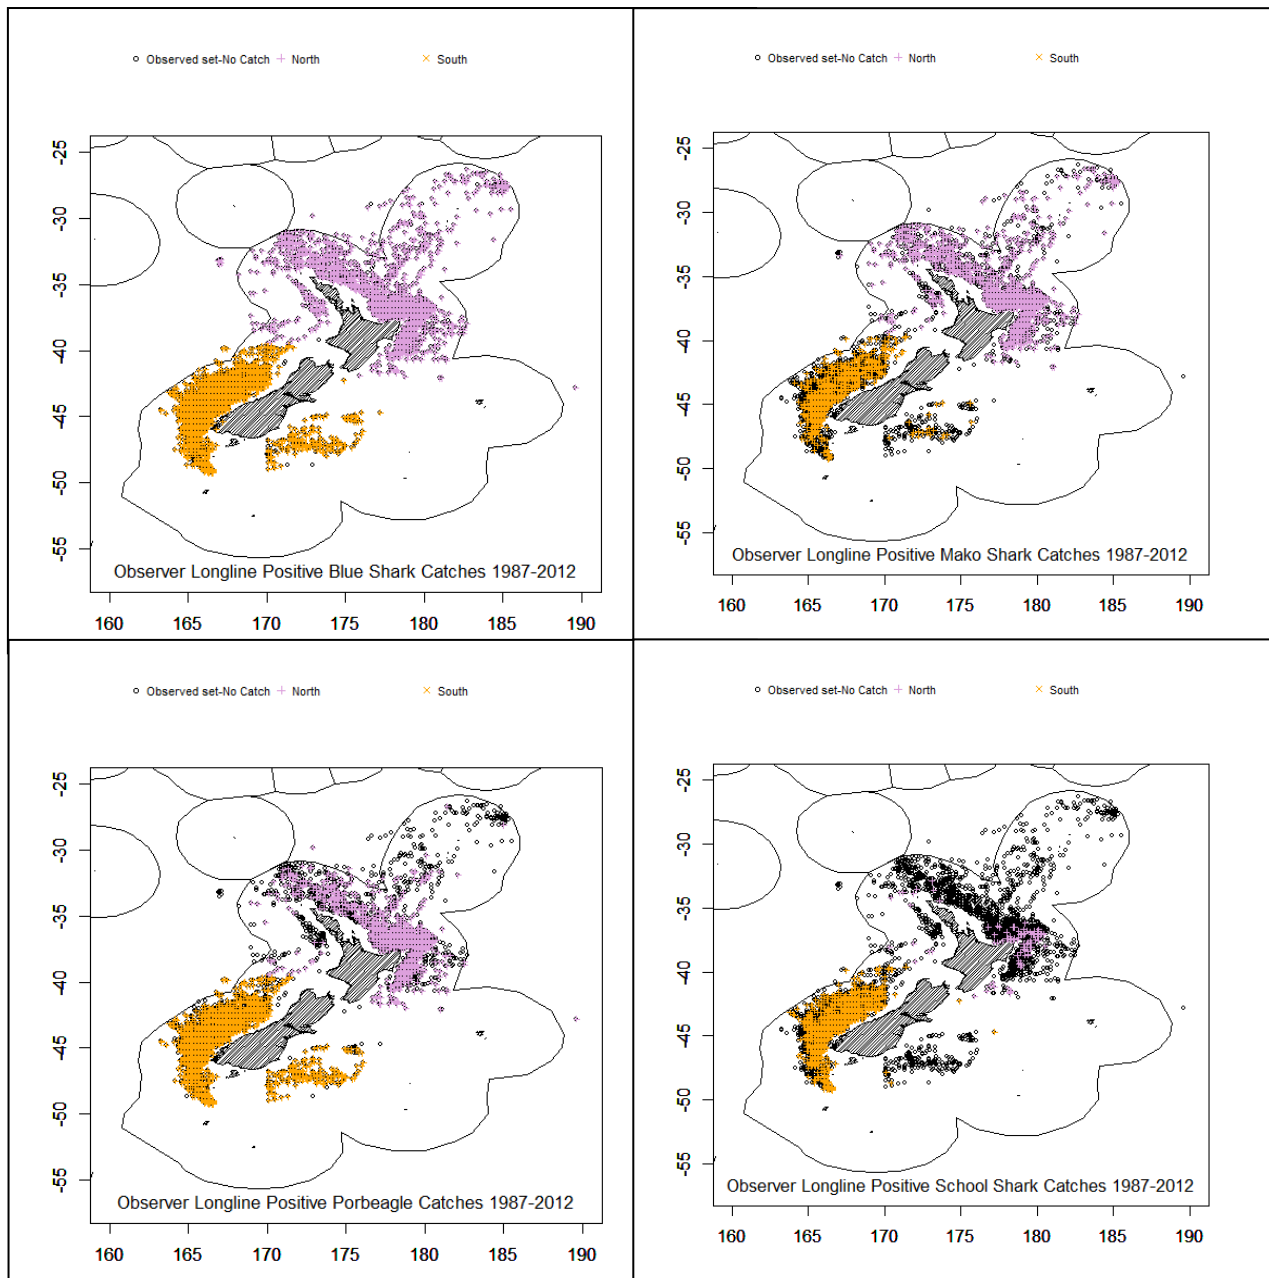 Observed set-No Catch North South
-25
-30
-35
-40
-45
-50
-55
Observer Longline Positive Blue Shark Catches 1987-2012
160 165 170 175 180 185 190
Observed set-No Catch North South
-25
-30
-35
-40
-45
-50
-55
Observer Longline Positive Mako Shark Catches 1987-2012
160 165 170 175 180 185 190
Observed set-No Catch North South
-25
-30
-35
-40
-45
-50
-55
Observer Longline Positive Porbeagle Catches 1987-2012
160 165 170 175 180 185 190
Observed set-No Catch North South
-25
-30
-35
-40
-45
-50
-55
Observer Longline Positive School Shark Catches 1987-2012
160 165 170 175 180 185 190